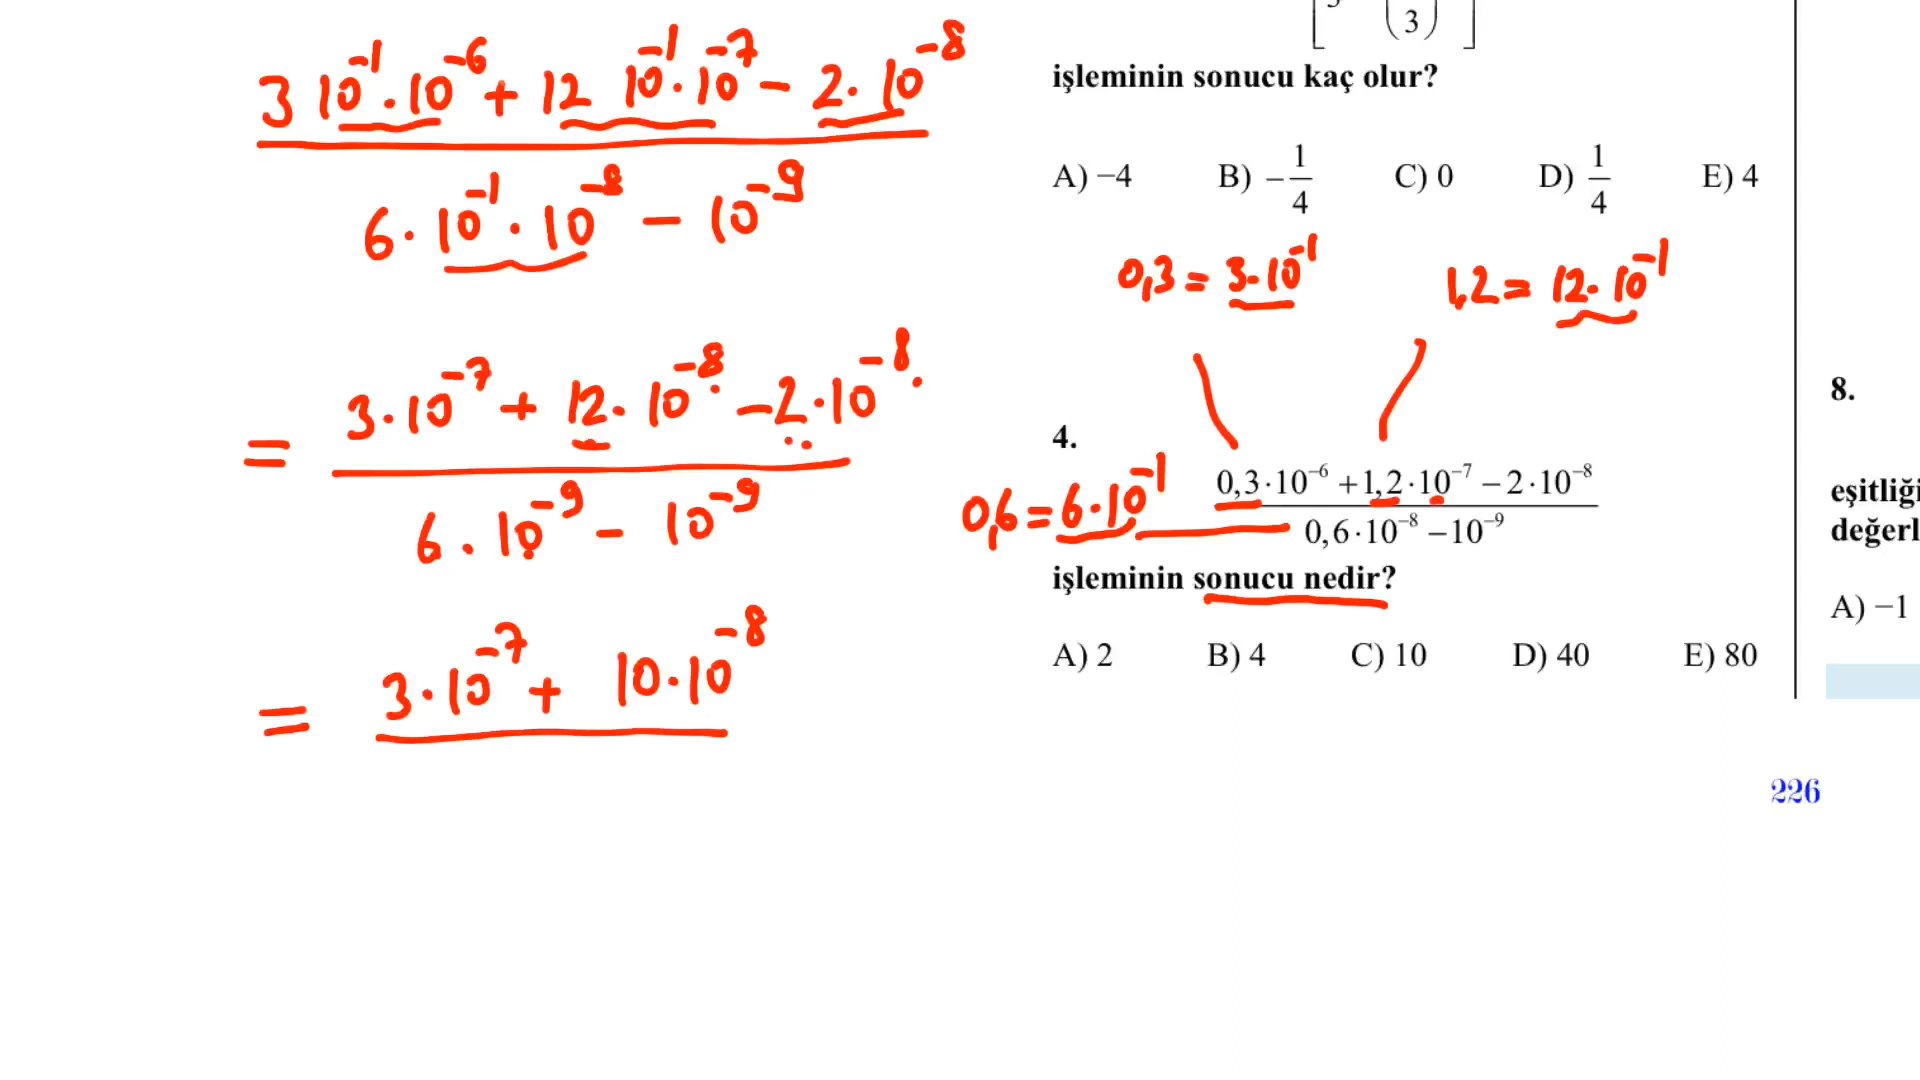 3 10⁻¹·10⁻⁶ + 12 10⁻¹·10⁻⁷ − 2·10⁻⁸
6·10⁻¹·10⁻⁸ − 10⁻⁹
= 3·10⁻⁷ + 12·10⁻⁸ − 2·10⁻⁸
6·10⁻⁹ − 10⁻⁹
= 3·10⁻⁷ + 10·10⁻⁸
3
işleminin sonucu kaç olur?
A) −4 B) −1/4 C) 0 D) 1/4 E) 4
0,3 = 3·10⁻¹ 1,2 = 12·10⁻¹
4.
0,6 = 6·10⁻¹
0,3·10⁻⁶ + 1,2·10⁻⁷ − 2·10⁻⁸
0,6·10⁻⁸ − 10⁻⁹
işleminin sonucu nedir?
A) 2 B) 4 C) 10 D) 40 E) 80
8.
eşitliği
değerl
A) −1
226